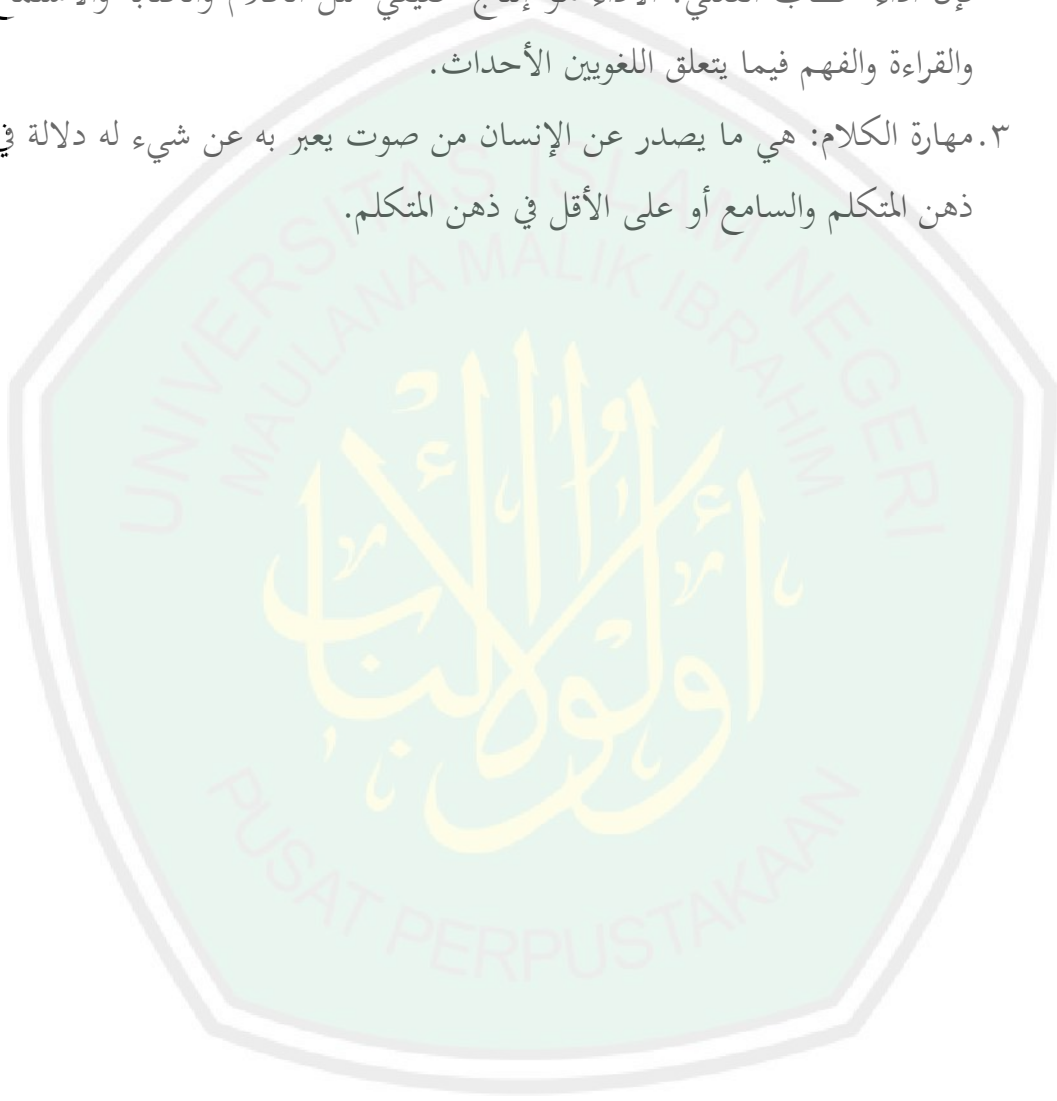 والقراءة والفهم فيما يتعلق اللغويين الأحداث.
٣.مهارة الكلام: هي ما يصدر عن الإنسان من صوت يعبر به عن شيء له دلالة في
ذهن المتكلم والسامع أو على الأقل في ذهن المتكلم.
UNIVERSITAS ISLAM NEGERI
MAULANA MALIK IBRAHIM
أولوا الألباب
PUSAT PERPUSTAKAAN